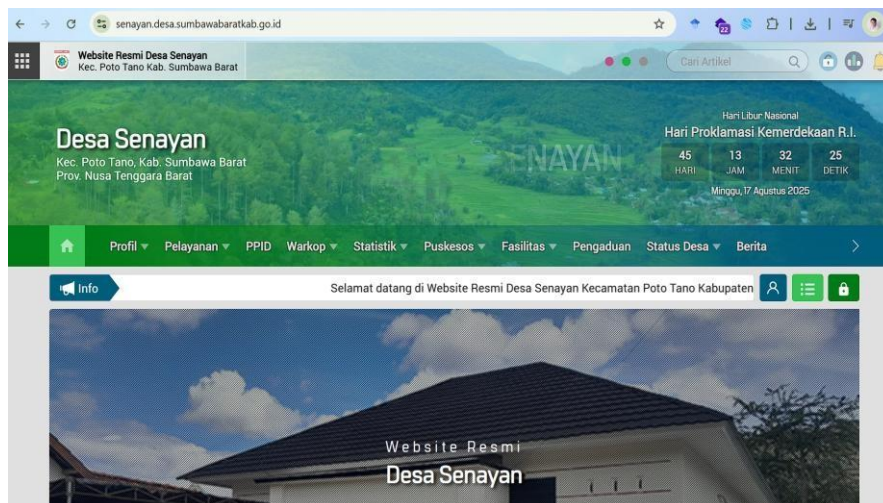 senayan.desa.sumbawabaratkab.go.id
22
Website Resmi Desa Senayan
Kec. Poto Tano Kab. Sumbawa Barat
Cari Artikel
Desa Senayan
Kec. Poto Tano, Kab. Sumbawa Barat
Prov. Nusa Tenggara Barat
ENAYAN
Hari Libur Nasional
Hari Proklamasi Kemerdekaan R.I.
45 13 32 25
HARI JAM MENIT DETIK
Minggu, 17 Agustus 2025
Profil Pelayanan PPID Warkop Statistik Puskesos Fasilitas Pengaduan Status Desa Berita
Info
Selamat datang di Website Resmi Desa Senayan Kecamatan Poto Tano Kabupaten
Website Resmi
Desa Senayan